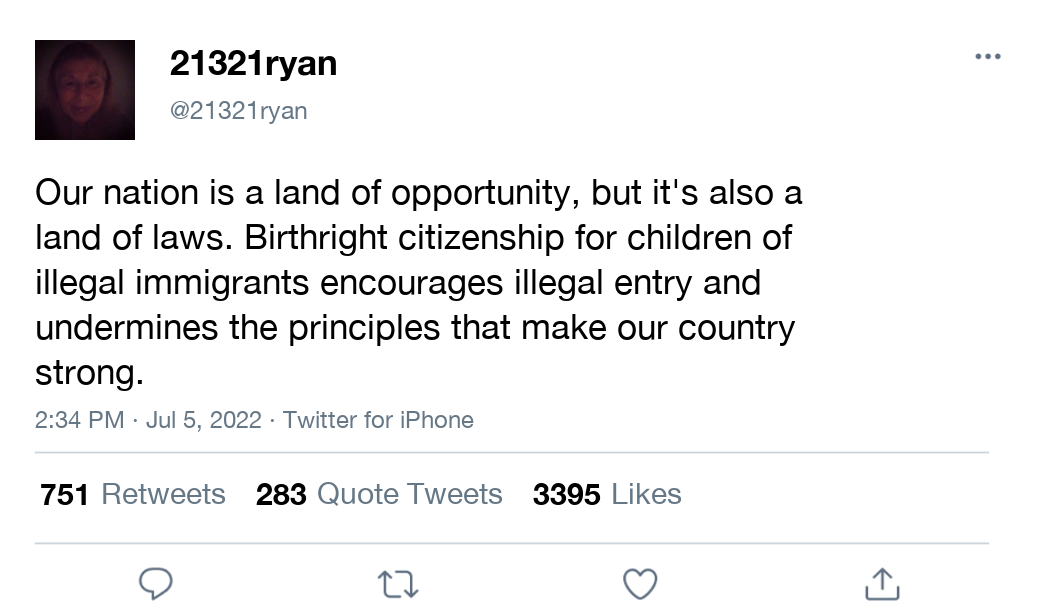 21321ryan
@21321ryan
Our nation is a land of opportunity, but it's also a
land of laws. Birthright citizenship for children of
illegal immigrants encourages illegal entry and
undermines the principles that make our country
strong.
2:34 PM · Jul 5, 2022 · Twitter for iPhone
751 Retweets 283 Quote Tweets 3395 Likes